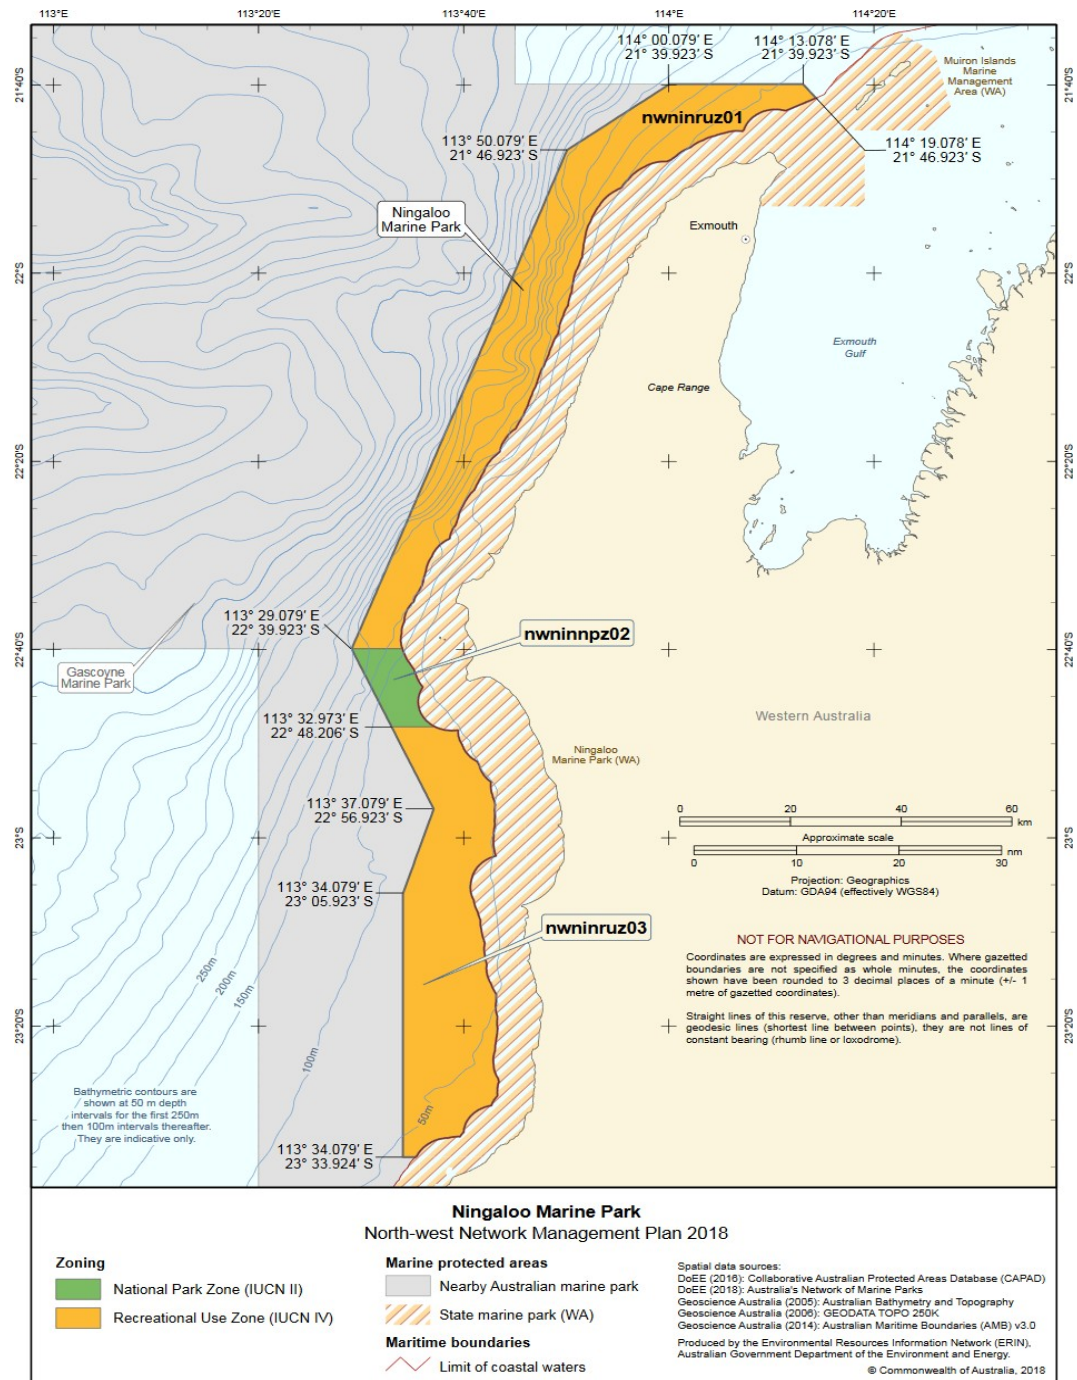 113°E
113°20'E
113°40'E
114°E
114°20'E
114° 00.079' E
21° 39.923' S
114° 13.078' E
21° 39.923' S
Muiron Islands
Marine
Management
Area (WA)
21°40'S
21°40'S
nwninruz01
113° 50.079' E
21° 46.923' S
114° 19.078' E
21° 46.923' S
Ningaloo
Marine Park
Exmouth
22°S
22°S
Exmouth
Gulf
Cape Range
22°20'S
22°20'S
113° 29.079' E
22° 39.923' S
nwninnpz02
22°40'S
22°40'S
Gascoyne
Marine Park
113° 32.973' E
22° 48.206' S
Western Australia
Ningaloo
Marine Park (WA)
113° 37.079' E
22° 56.923' S
0 20 40 60
km
Approximate scale
0 10 20 30
nm
23°S
23°S
Projection: Geographics
Datum: GDA94 (effectively WGS84)
113° 34.079' E
23° 05.923' S
nwninruz03
NOT FOR NAVIGATIONAL PURPOSES
Coordinates are expressed in degrees and minutes. Where gazetted
boundaries are not specified as whole minutes, the coordinates
shown have been rounded to 3 decimal places of a minute (+/- 1
metre of gazetted coordinates).
Straight lines of this reserve, other than meridians and parallels, are
geodesic lines (shortest line between points), they are not lines of
constant bearing (rhumb line or loxodrome).
250m
200m
150m
100m
50m
23°20'S
23°20'S
Bathymetric contours are
shown at 50 m depth
intervals for the first 250m
then 100m intervals thereafter.
They are indicative only.
113° 34.079' E
23° 33.924' S
Ningaloo Marine Park
North-west Network Management Plan 2018
Zoning
National Park Zone (IUCN II)
Recreational Use Zone (IUCN IV)
Marine protected areas
Nearby Australian marine park
State marine park (WA)
Maritime boundaries
Limit of coastal waters
Spatial data sources:
DoEE (2016): Collaborative Australian Protected Areas Database (CAPAD)
DoEE (2018): Australia's Network of Marine Parks
Geoscience Australia (2005): Australian Bathymetry and Topography
Geoscience Australia (2006): GEODATA TOPO 250K
Geoscience Australia (2014): Australian Maritime Boundaries (AMB) v3.0
Produced by the Environmental Resources Information Network (ERIN),
Australian Government Department of the Environment and Energy.
© Commonwealth of Australia, 2018